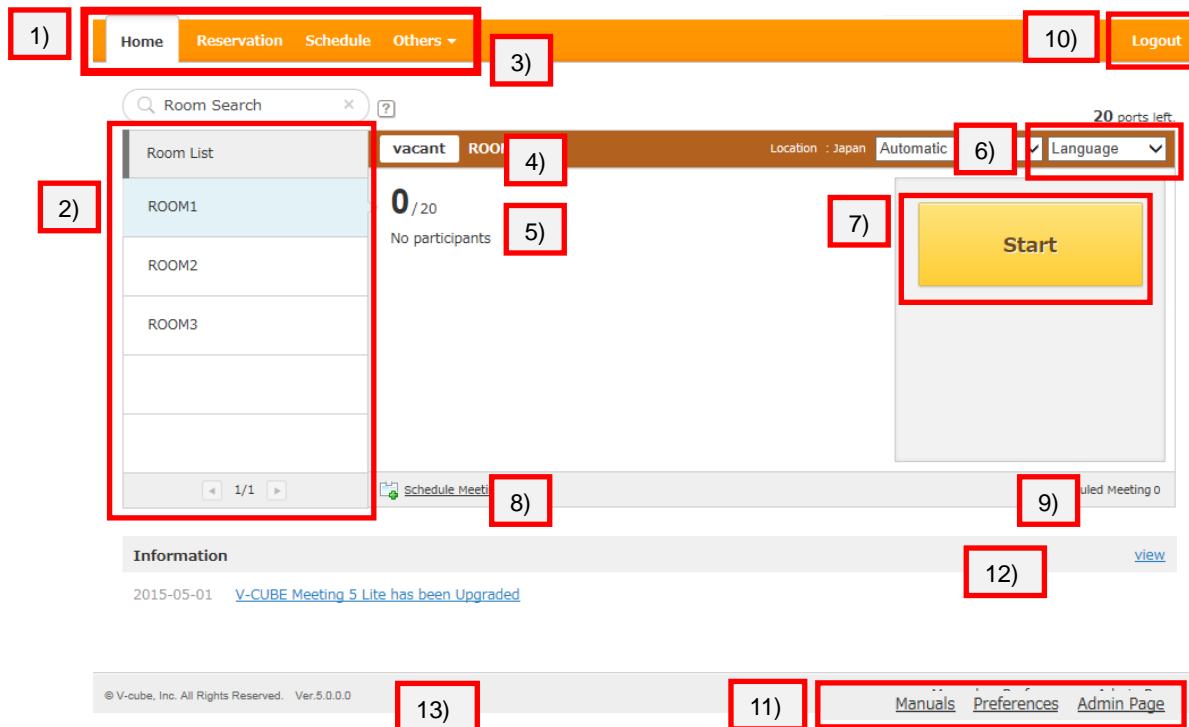 1)
Home Reservation Schedule Others
3)
10)
Logout
Room Search
?
20 ports left.
Room List
vacant
4)
Location : Japan
Automatic
6)
Language
2)
ROOM1
0/20
No participants
5)
7)
Start
ROOM2
ROOM3
1/1
Schedule
8)
9)
Meeting 0
Information
view
12)
2015-05-01 V-CUBE Meeting 5 Lite has been Upgraded
© V-cube, Inc. All Rights Reserved. Ver.5.0.0.0
13)
11)
Manuals Preferences Admin Page